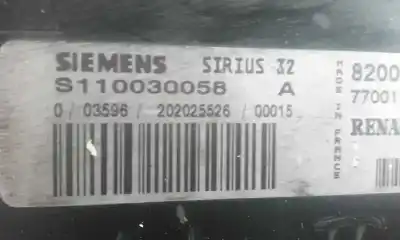 SIEMENS SIRIUS 32
S110030058 A
0 / 03596 / 202025526 / 00015
MADE IN FRANCE
8200
77001
RENA